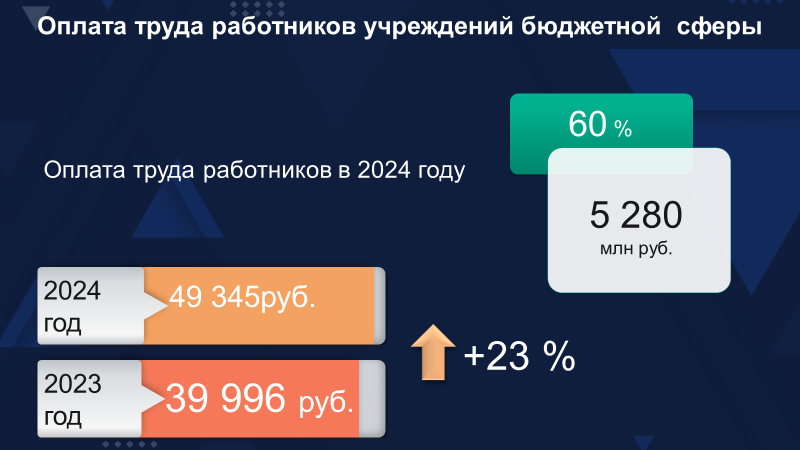 Оплата труда работников учреждений бюджетной сферы
60 %
Оплата труда работников в 2024 году
5 280
млн руб.
2024
год
49 345руб.
+23 %
2023
год
39 996 руб.